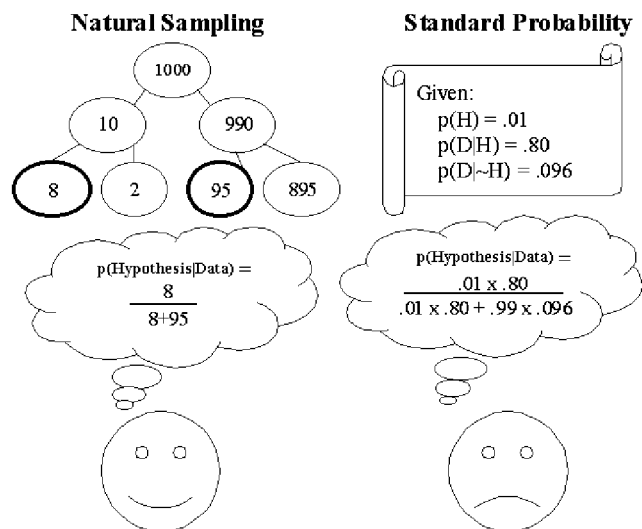 Natural Sampling
1000
10
990
8
2
95
895
p(Hypothesis|Data) =
8
8+95
Standard Probability
Given:
p(H) = .01
p(D|H) = .80
p(D|~H) = .096
p(Hypothesis|Data) =
.01 x .80
.01 x .80 + .99 x .096